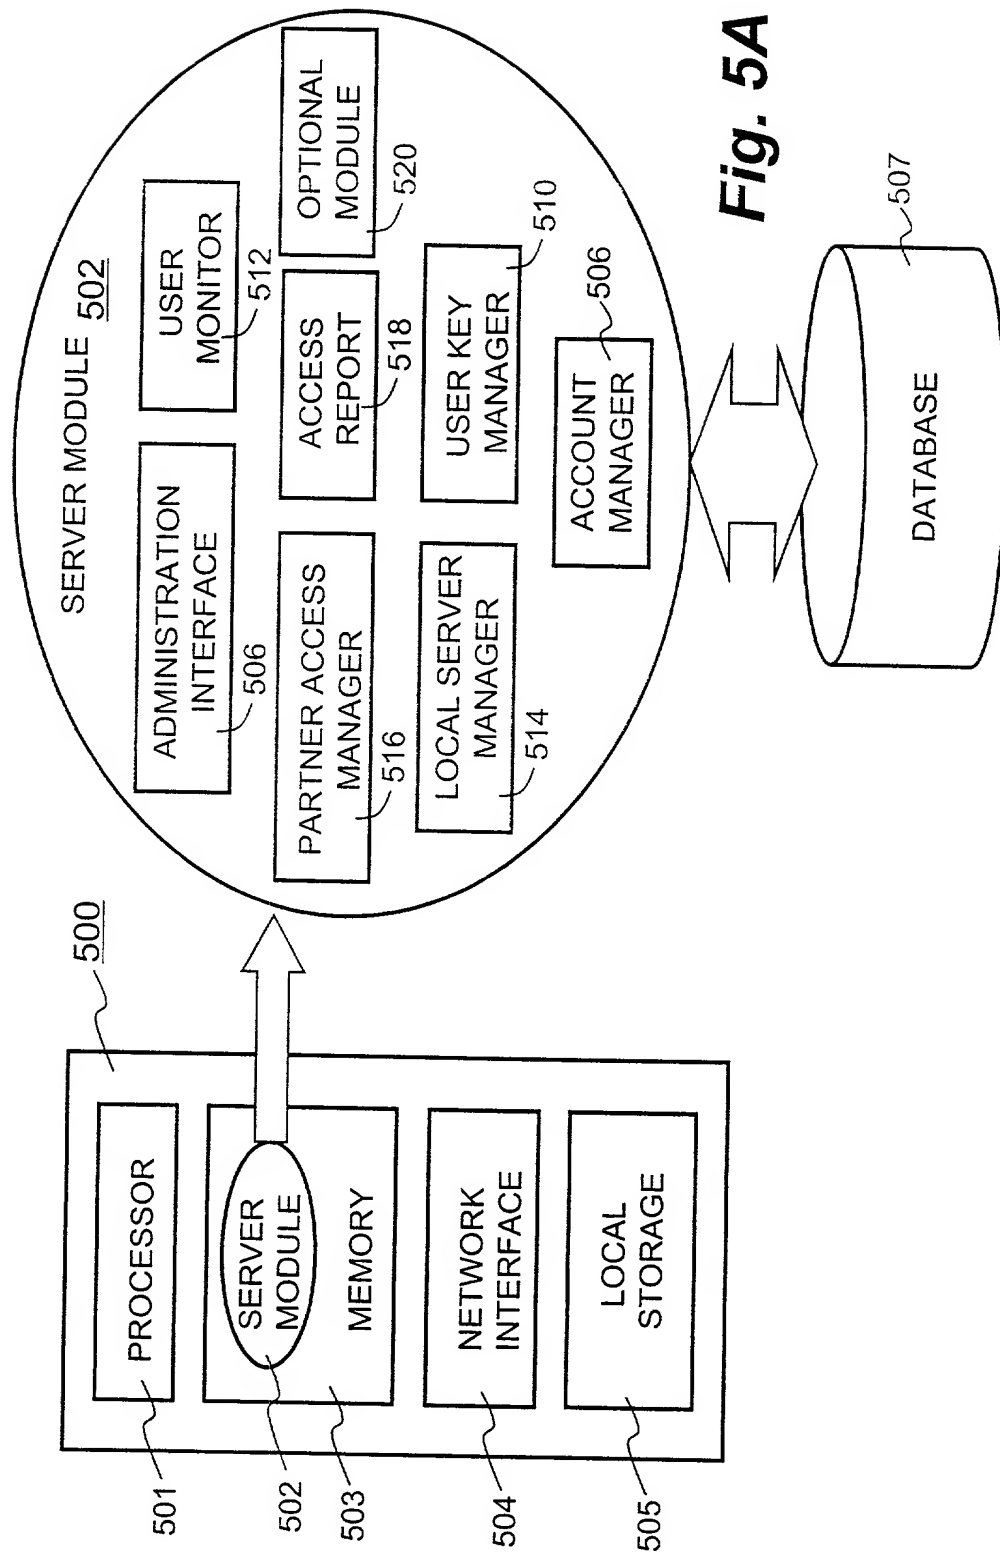 500
PROCESSOR
501
SERVER
MODULE
502
MEMORY
503
NETWORK
INTERFACE
504
LOCAL
STORAGE
505
SERVER MODULE 502
ADMINISTRATION
INTERFACE
506
USER
MONITOR
512
PARTNER ACCESS
MANAGER
516
ACCESS
REPORT
518
OPTIONAL
MODULE
520
LOCAL SERVER
MANAGER
514
USER KEY
MANAGER
510
ACCOUNT
MANAGER
506
DATABASE
507
Fig. 5A